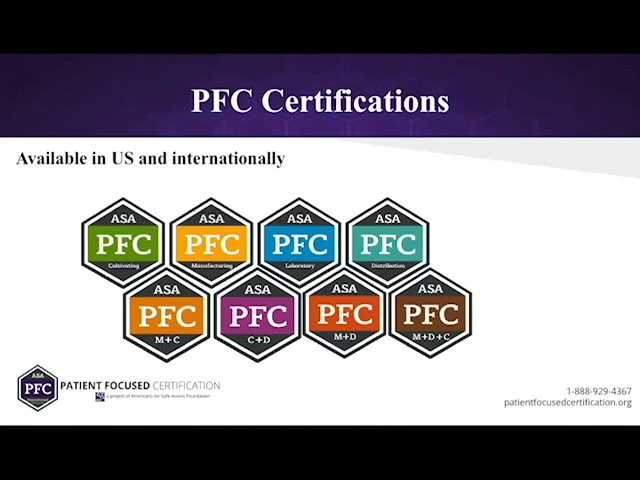 PFC Certifications
Available in US and internationally
ASA ASA ASA ASA
PFC PFC PFC PFC
Cultivating Manufacturing Laboratory Distribution
ASA ASA ASA ASA
PFC PFC PFC PFC
M+C C+D M+D M+D+C
ASA
PFC
PATIENT FOCUSED CERTIFICATION
a project of Americans for Safe Access Foundation
1-888-929-4367
patientfocusedcertification.org